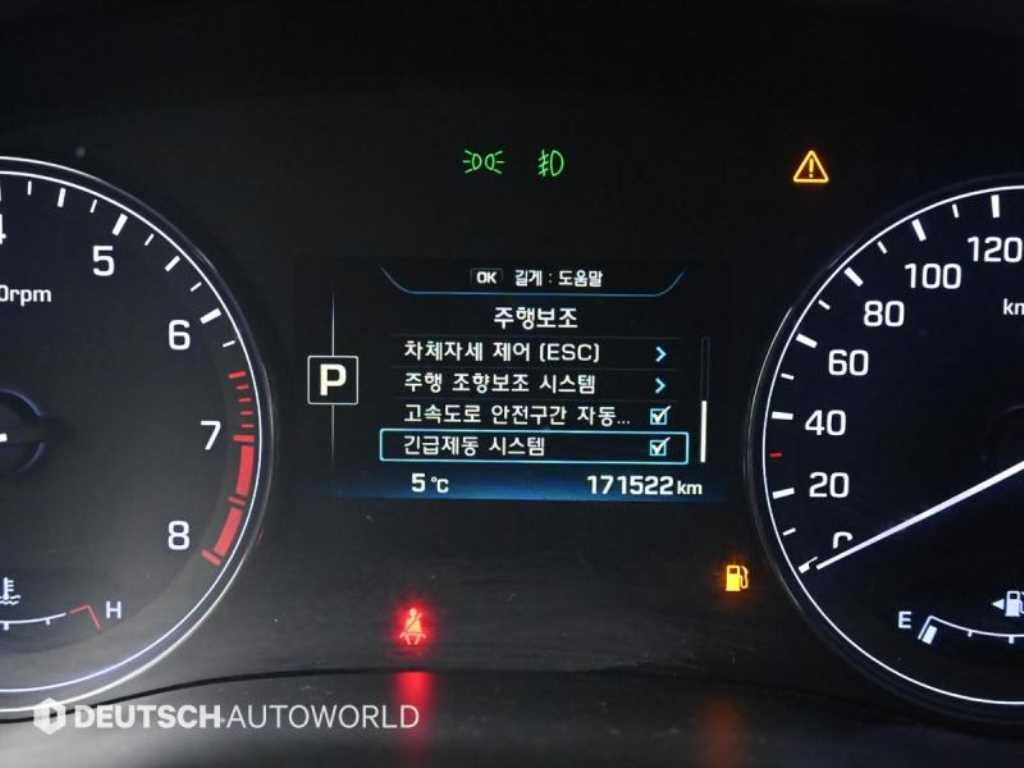 OK 길게 : 도움말
주행보조
차체자세 제어 (ESC)
주행 조향보조 시스템
고속도로 안전구간 자동...
긴급제동 시스템
P
5 °C
171522 km
5
6
7
8
H
120
100
80
60
40
20
E
DEUTSCH AUTOWORLD